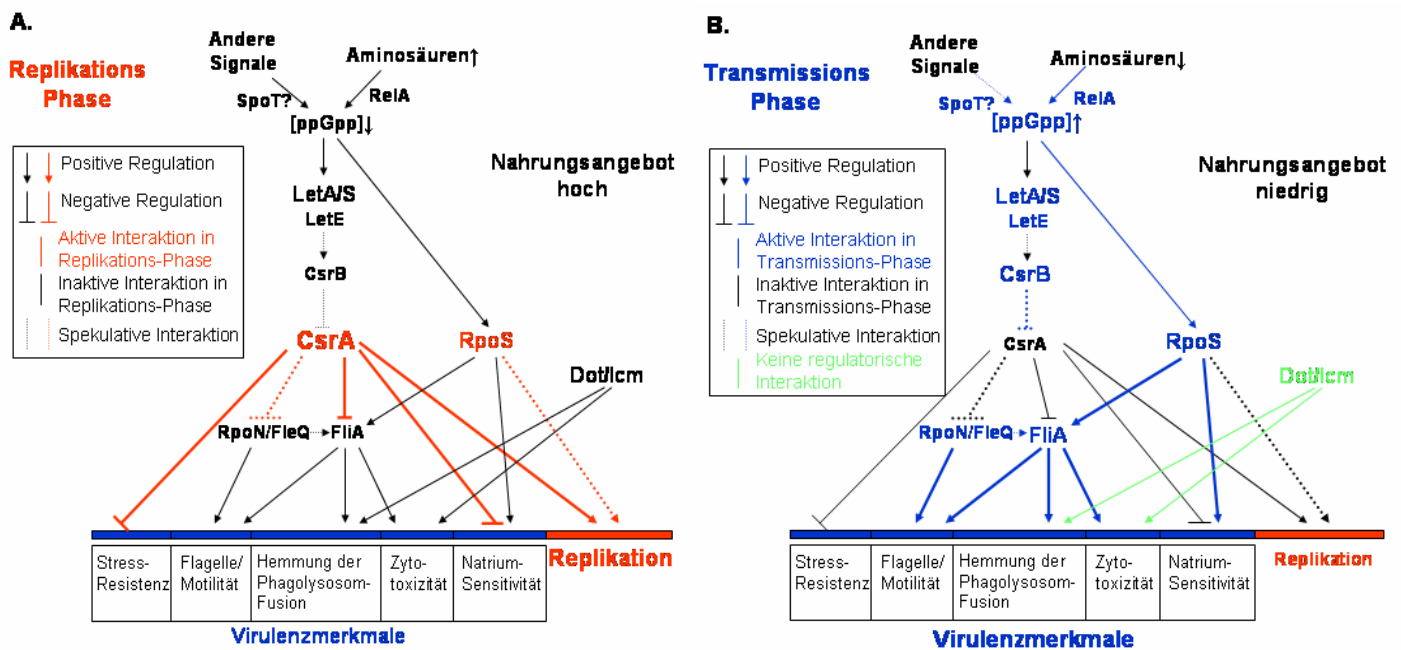 A.
Replikations
Phase
Andere
Signale
Aminosäuren↑
SpoT?
RelA
[ppGpp]↓
Nahrungsangebot
hoch
Positive Regulation
Negative Regulation
Aktive Interaktion in
Replikations-Phase
Inaktive Interaktion in
Replikations-Phase
Spekulative Interaktion
LetA/S
LetE
CsrB
CsrA
RpoS
Dot/Icm
RpoN/FleQ
FliA
Stress-
Resistenz
Flagelle/
Motilität
Hemmung der
Phagolysosom-
Fusion
Zyto-
toxizität
Natrium-
Sensitivität
Replikation
Virulenzmerkmale
B.
Transmissions
Phase
Andere
Signale
Aminosäuren↓
SpoT?
RelA
[ppGpp]↑
Nahrungsangebot
niedrig
Positive Regulation
Negative Regulation
Aktive Interaktion in
Transmissions-Phase
Inaktive Interaktion in
Transmissions-Phase
Spekulative Interaktion
Keine regulatorische
Interaktion
LetA/S
LetE
CsrB
CsrA
RpoS
Dot/Icm
RpoN/FleQ
FliA
Stress-
Resistenz
Flagelle/
Motilität
Hemmung der
Phagolysosom-
Fusion
Zyto-
toxizität
Natrium-
Sensitivität
Replikation
Virulenzmerkmale